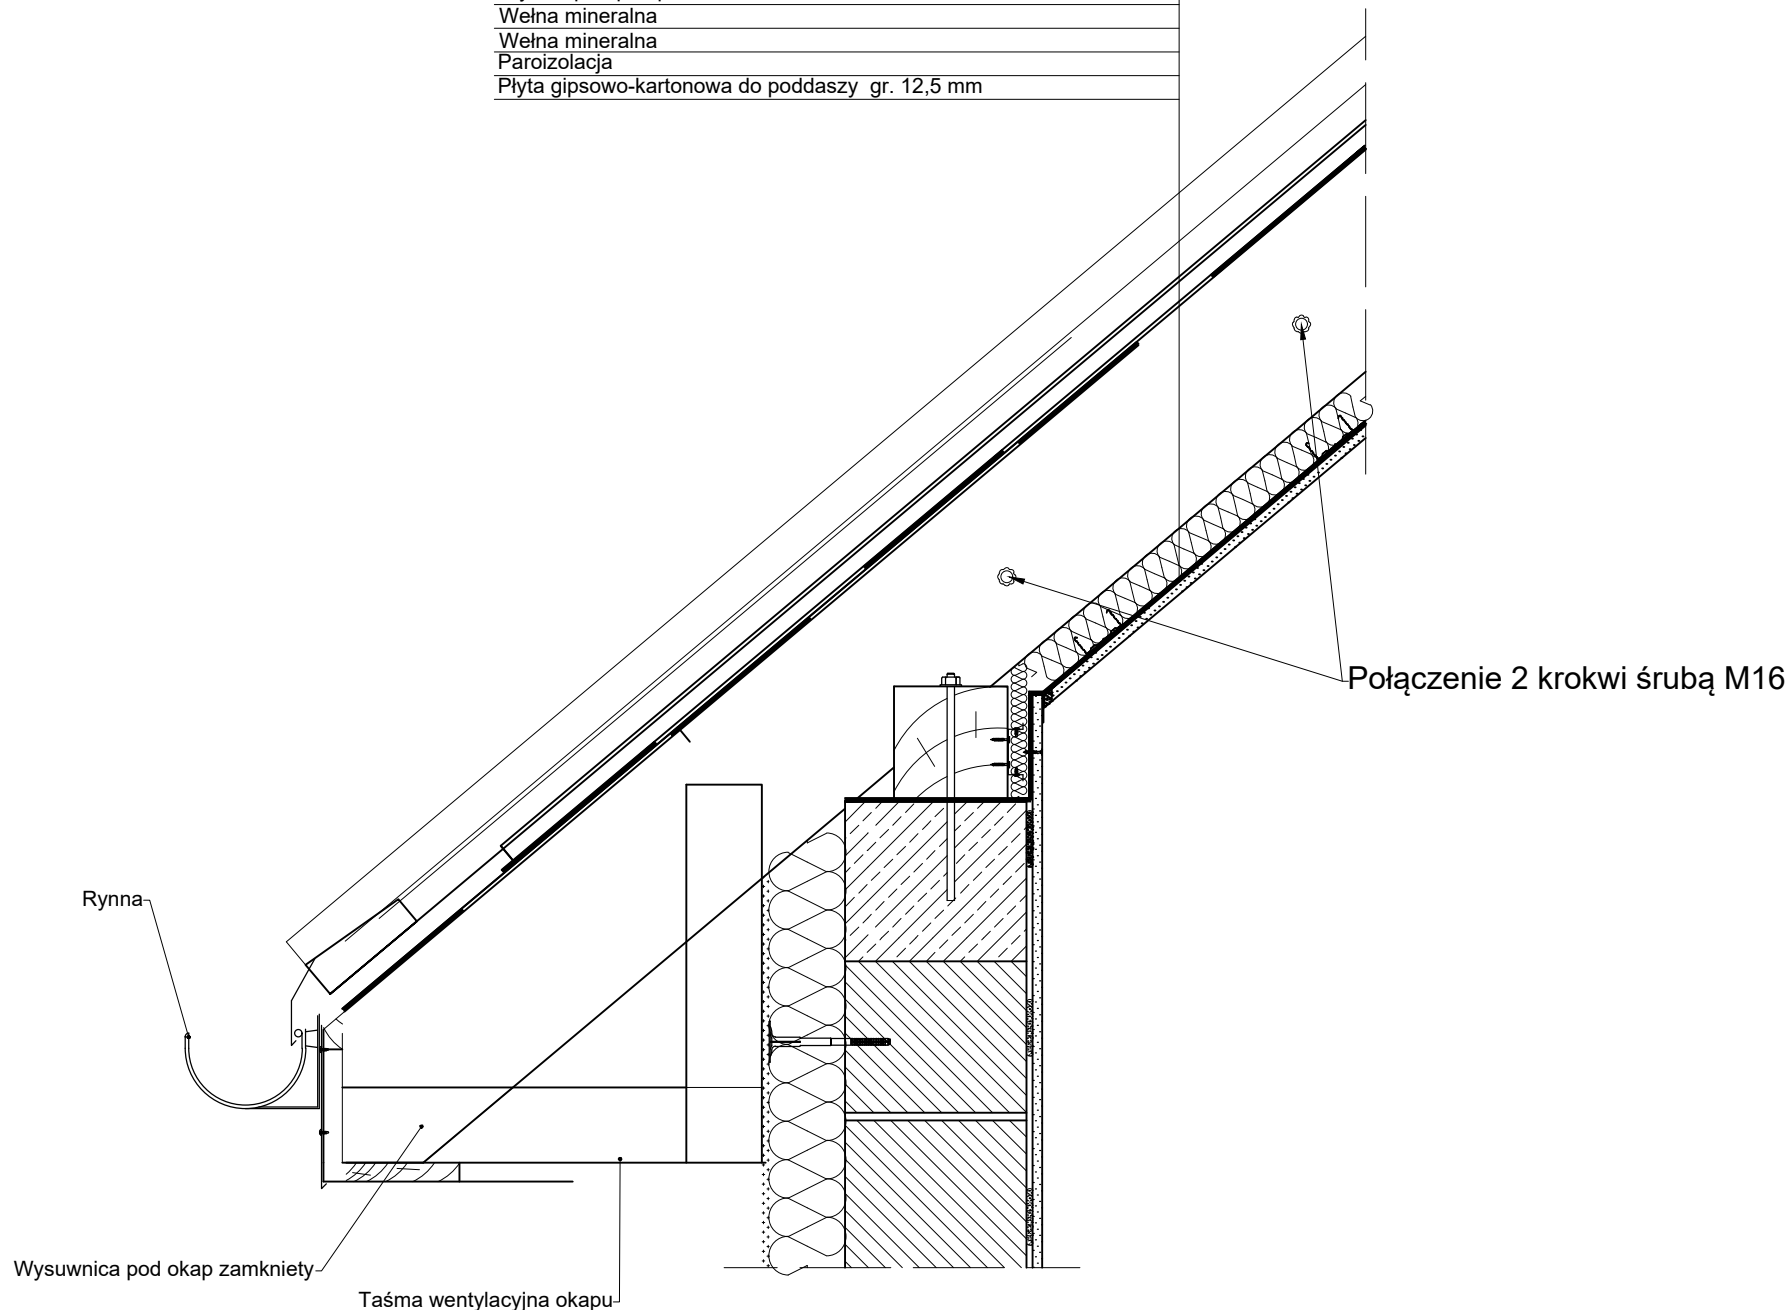 Wełna mineralna
Wełna mineralna
Paroizolacja
Płyta gipsowo-kartonowa do poddaszy gr. 12,5 mm
Połączenie 2 krokwi śrubą M16
Rynna
Wysuwnica pod okap zamkniety
Taśma wentylacyjna okapu